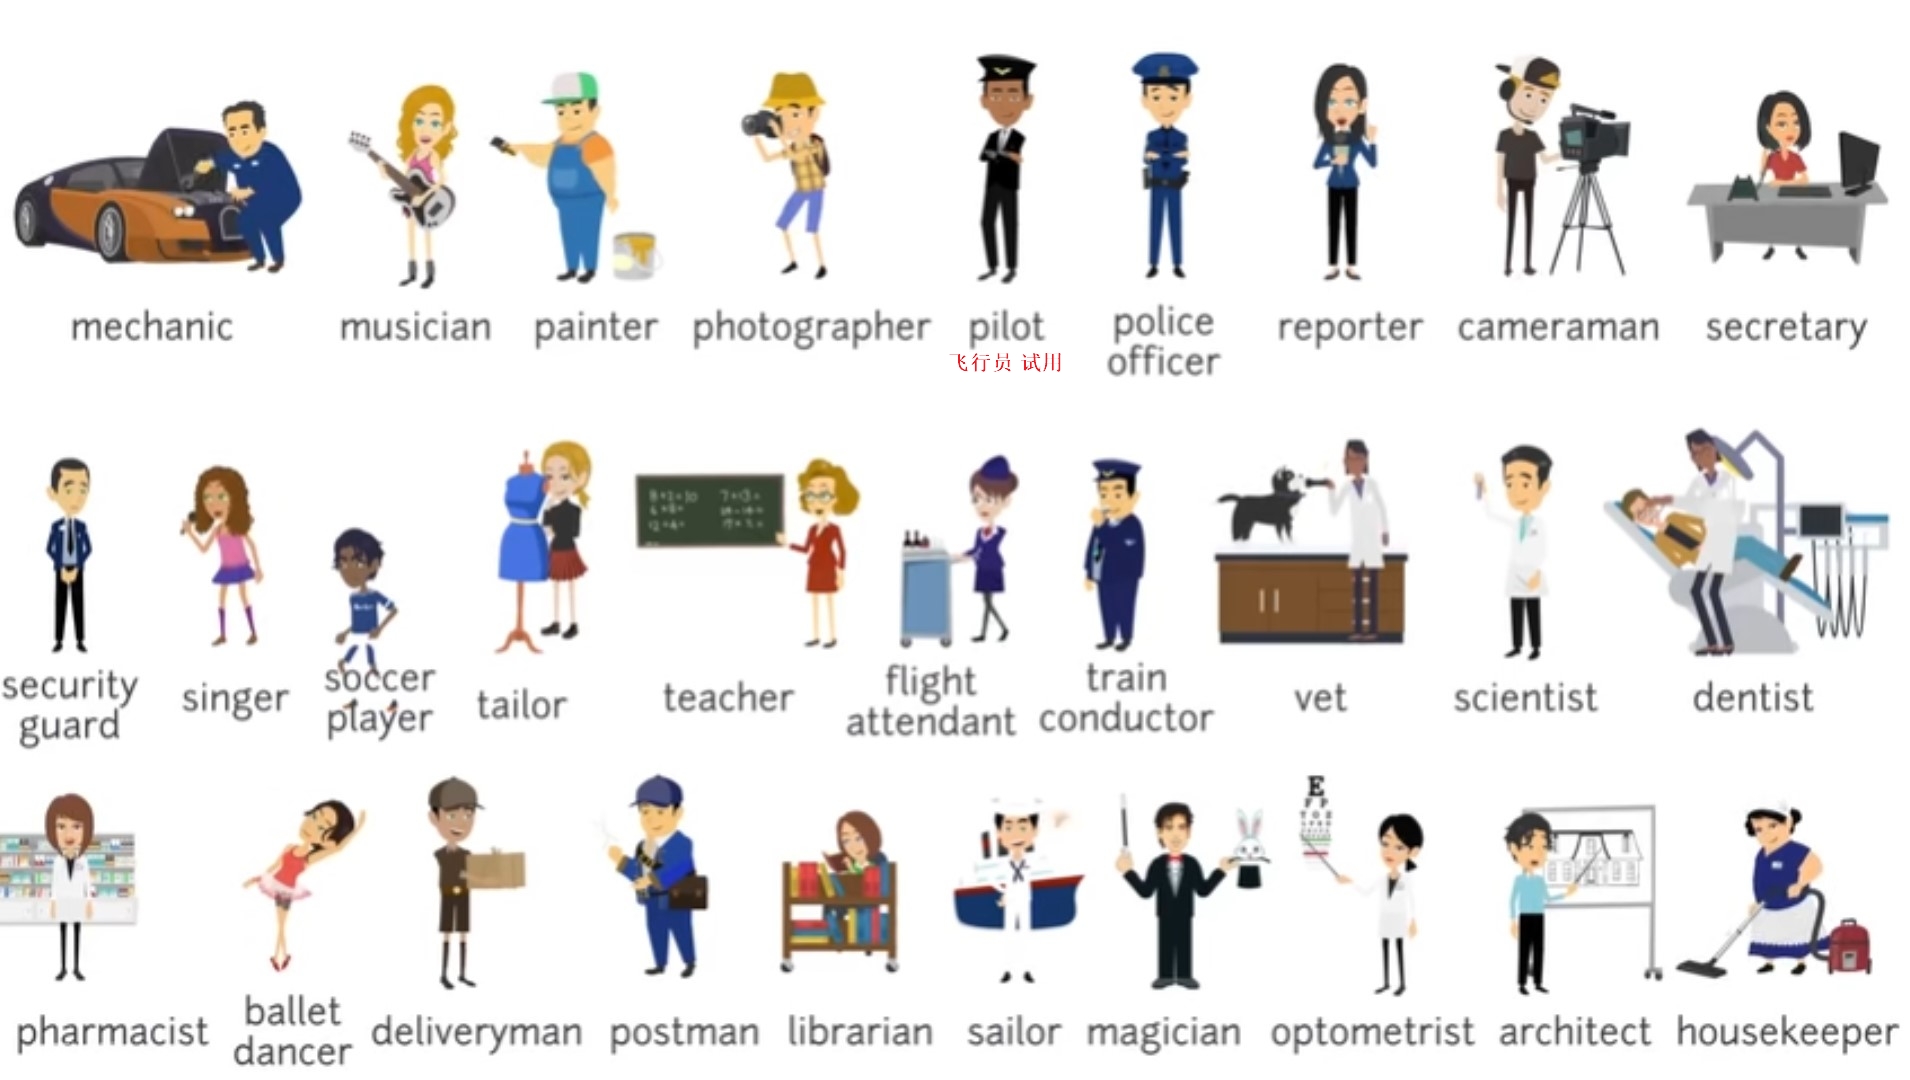 mechanic
musician
painter
photographer
pilot
police
officer
reporter
cameraman
secretary
飞行员 试用
security
guard
singer
soccer
player
tailor
teacher
flight
attendant
train
conductor
vet
scientist
dentist
E
F P
T O Z
pharmacist
ballet
dancer
deliveryman
postman
librarian
sailor
magician
optometrist
architect
housekeeper